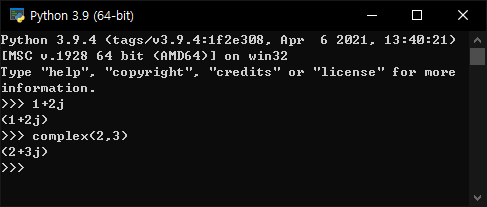 Python 3.9 (64-bit)
Python 3.9.4 (tags/v3.9.4:1f2e308, Apr  6 2021, 13:40:21)
[MSC v.1928 64 bit (AMD64)] on win32
Type "help", "copyright", "credits" or "license" for more
information.
>>> 1+2j
(1+2j)
>>> complex(2,3)
(2+3j)
>>>